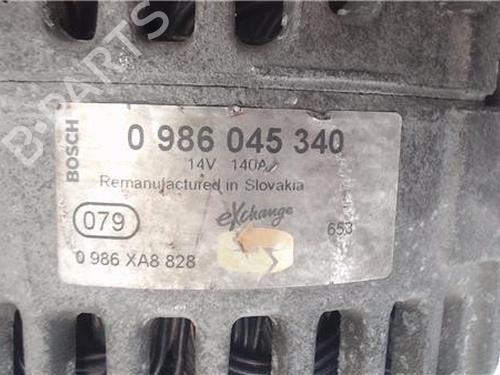 B-PARTS
BOSCH
0 986 045 340
14V 140A
Remanufactured in Slovakia
eXchange
079
653
0 986 XA8 828